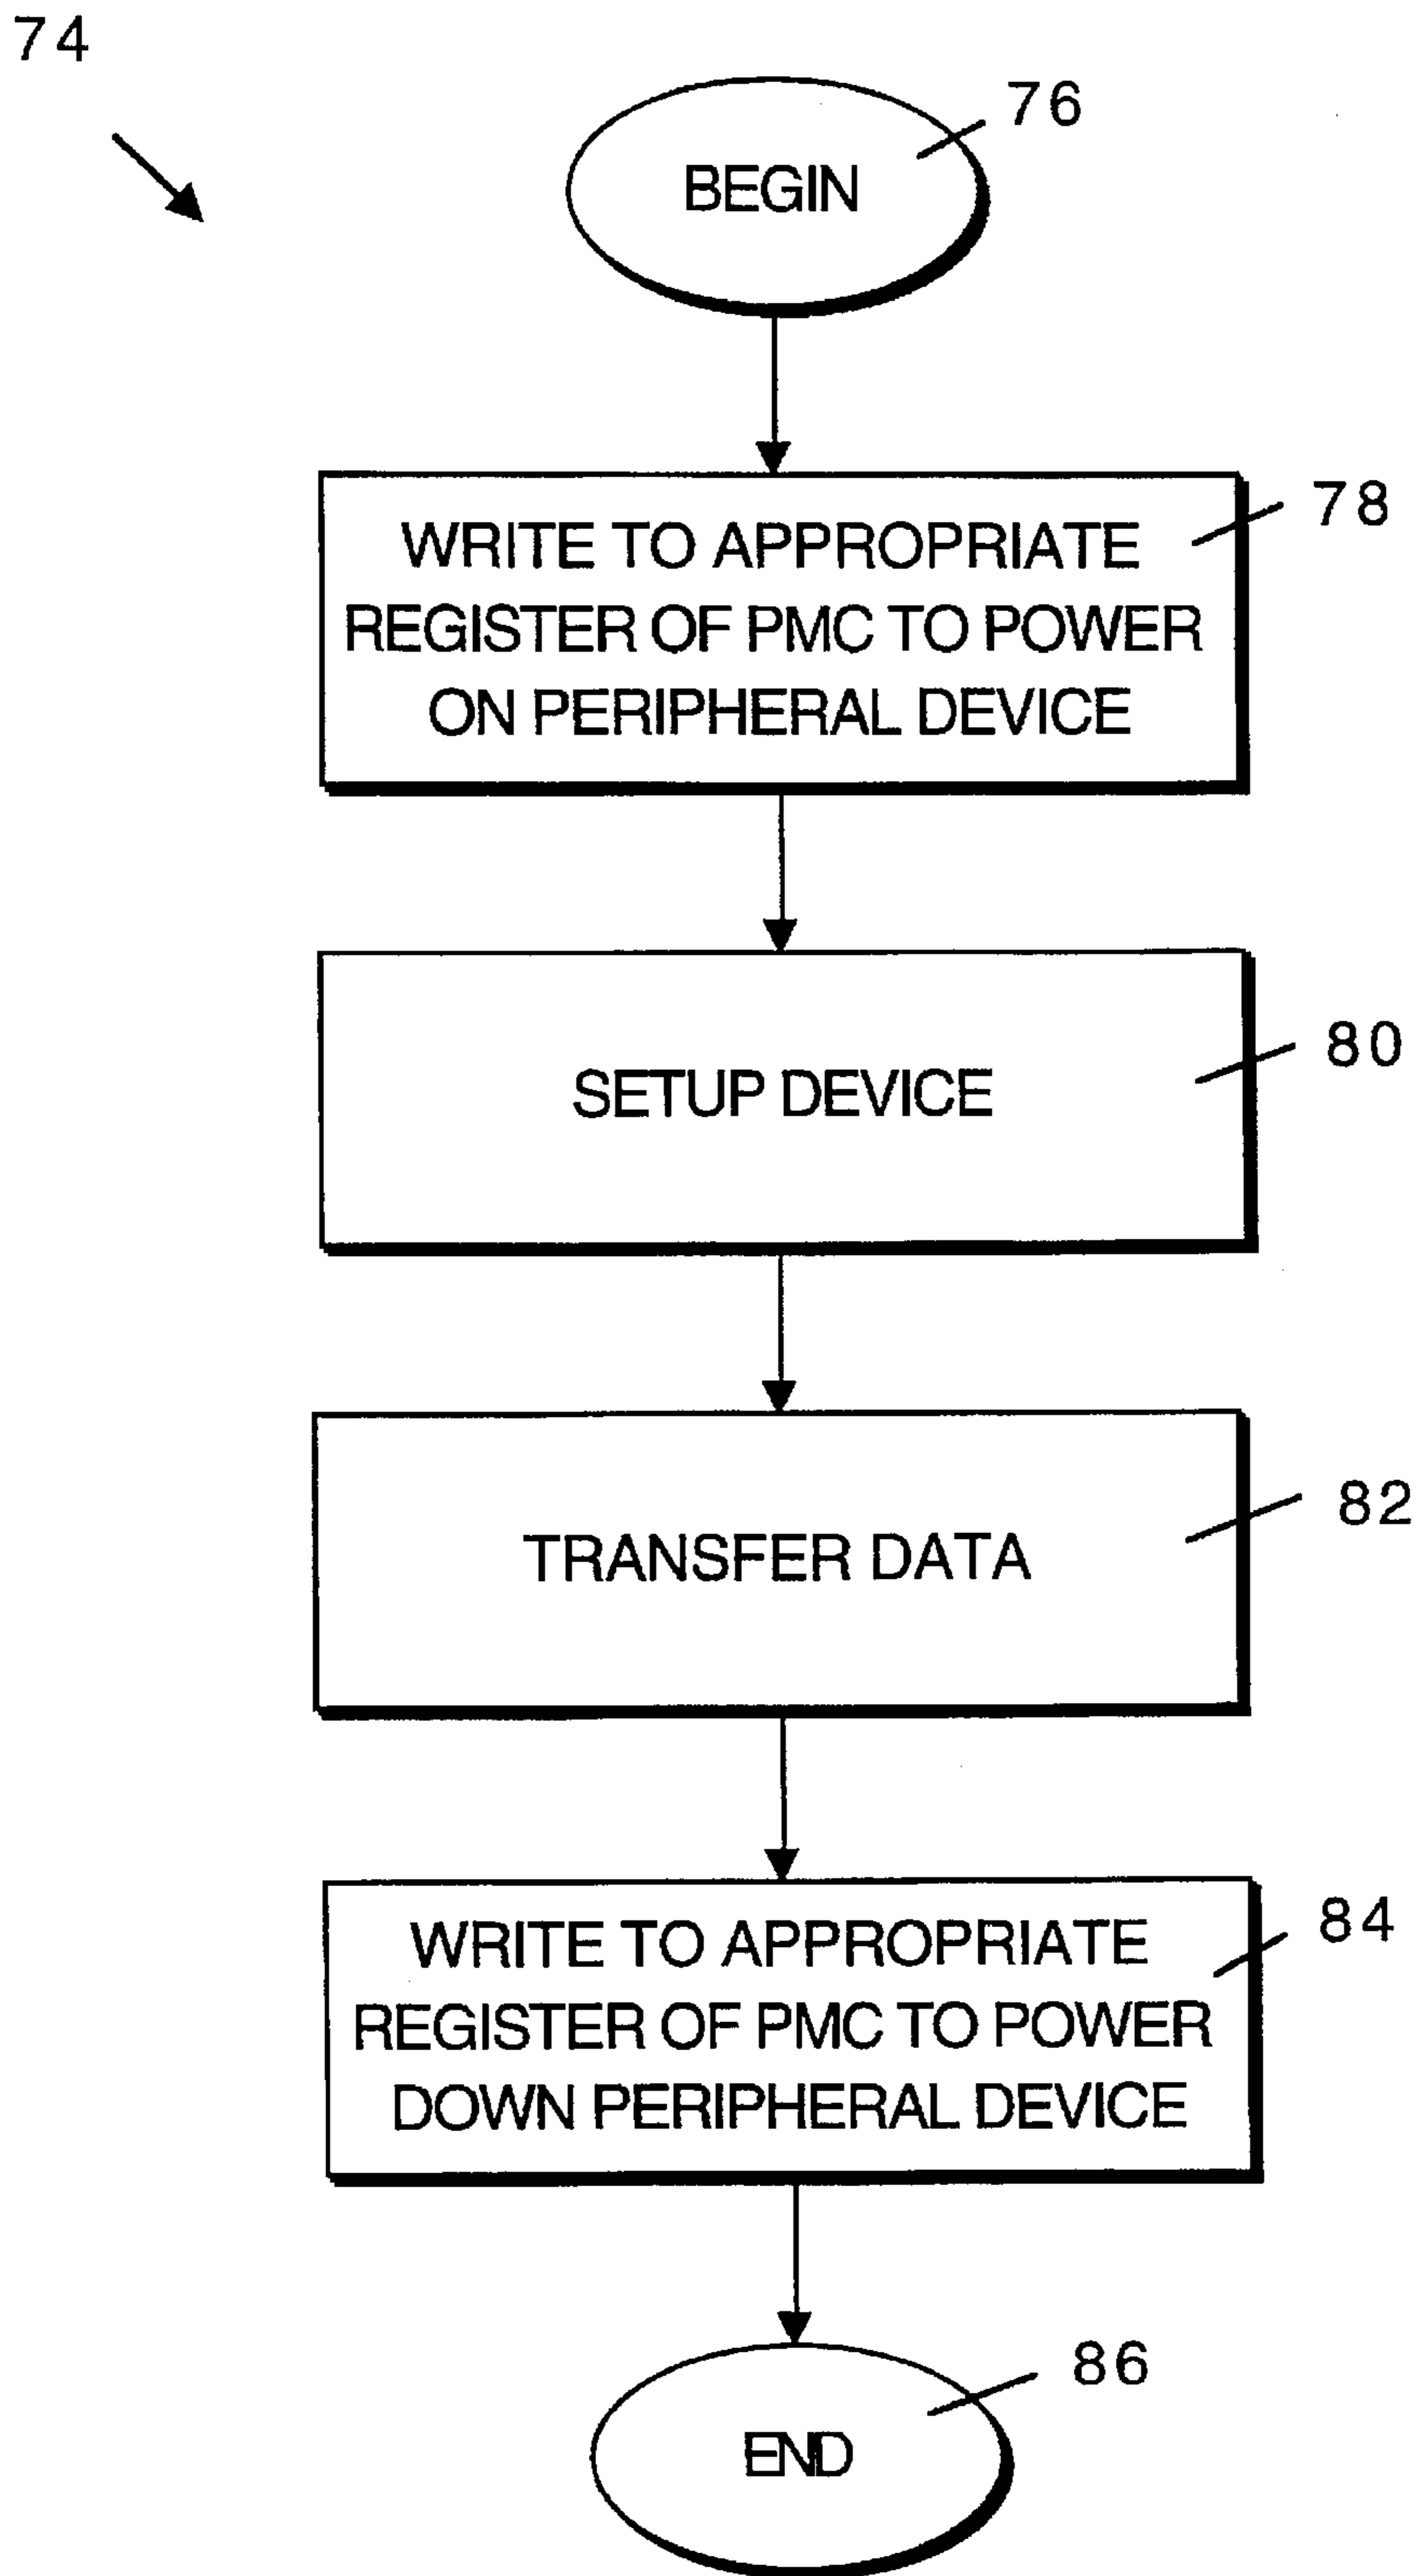 74
76
BEGIN
78
WRITE TO APPROPRIATE
REGISTER OF PMC TO POWER
ON PERIPHERAL DEVICE
80
SETUP DEVICE
82
TRANSFER DATA
84
WRITE TO APPROPRIATE
REGISTER OF PMC TO POWER
DOWN PERIPHERAL DEVICE
86
END